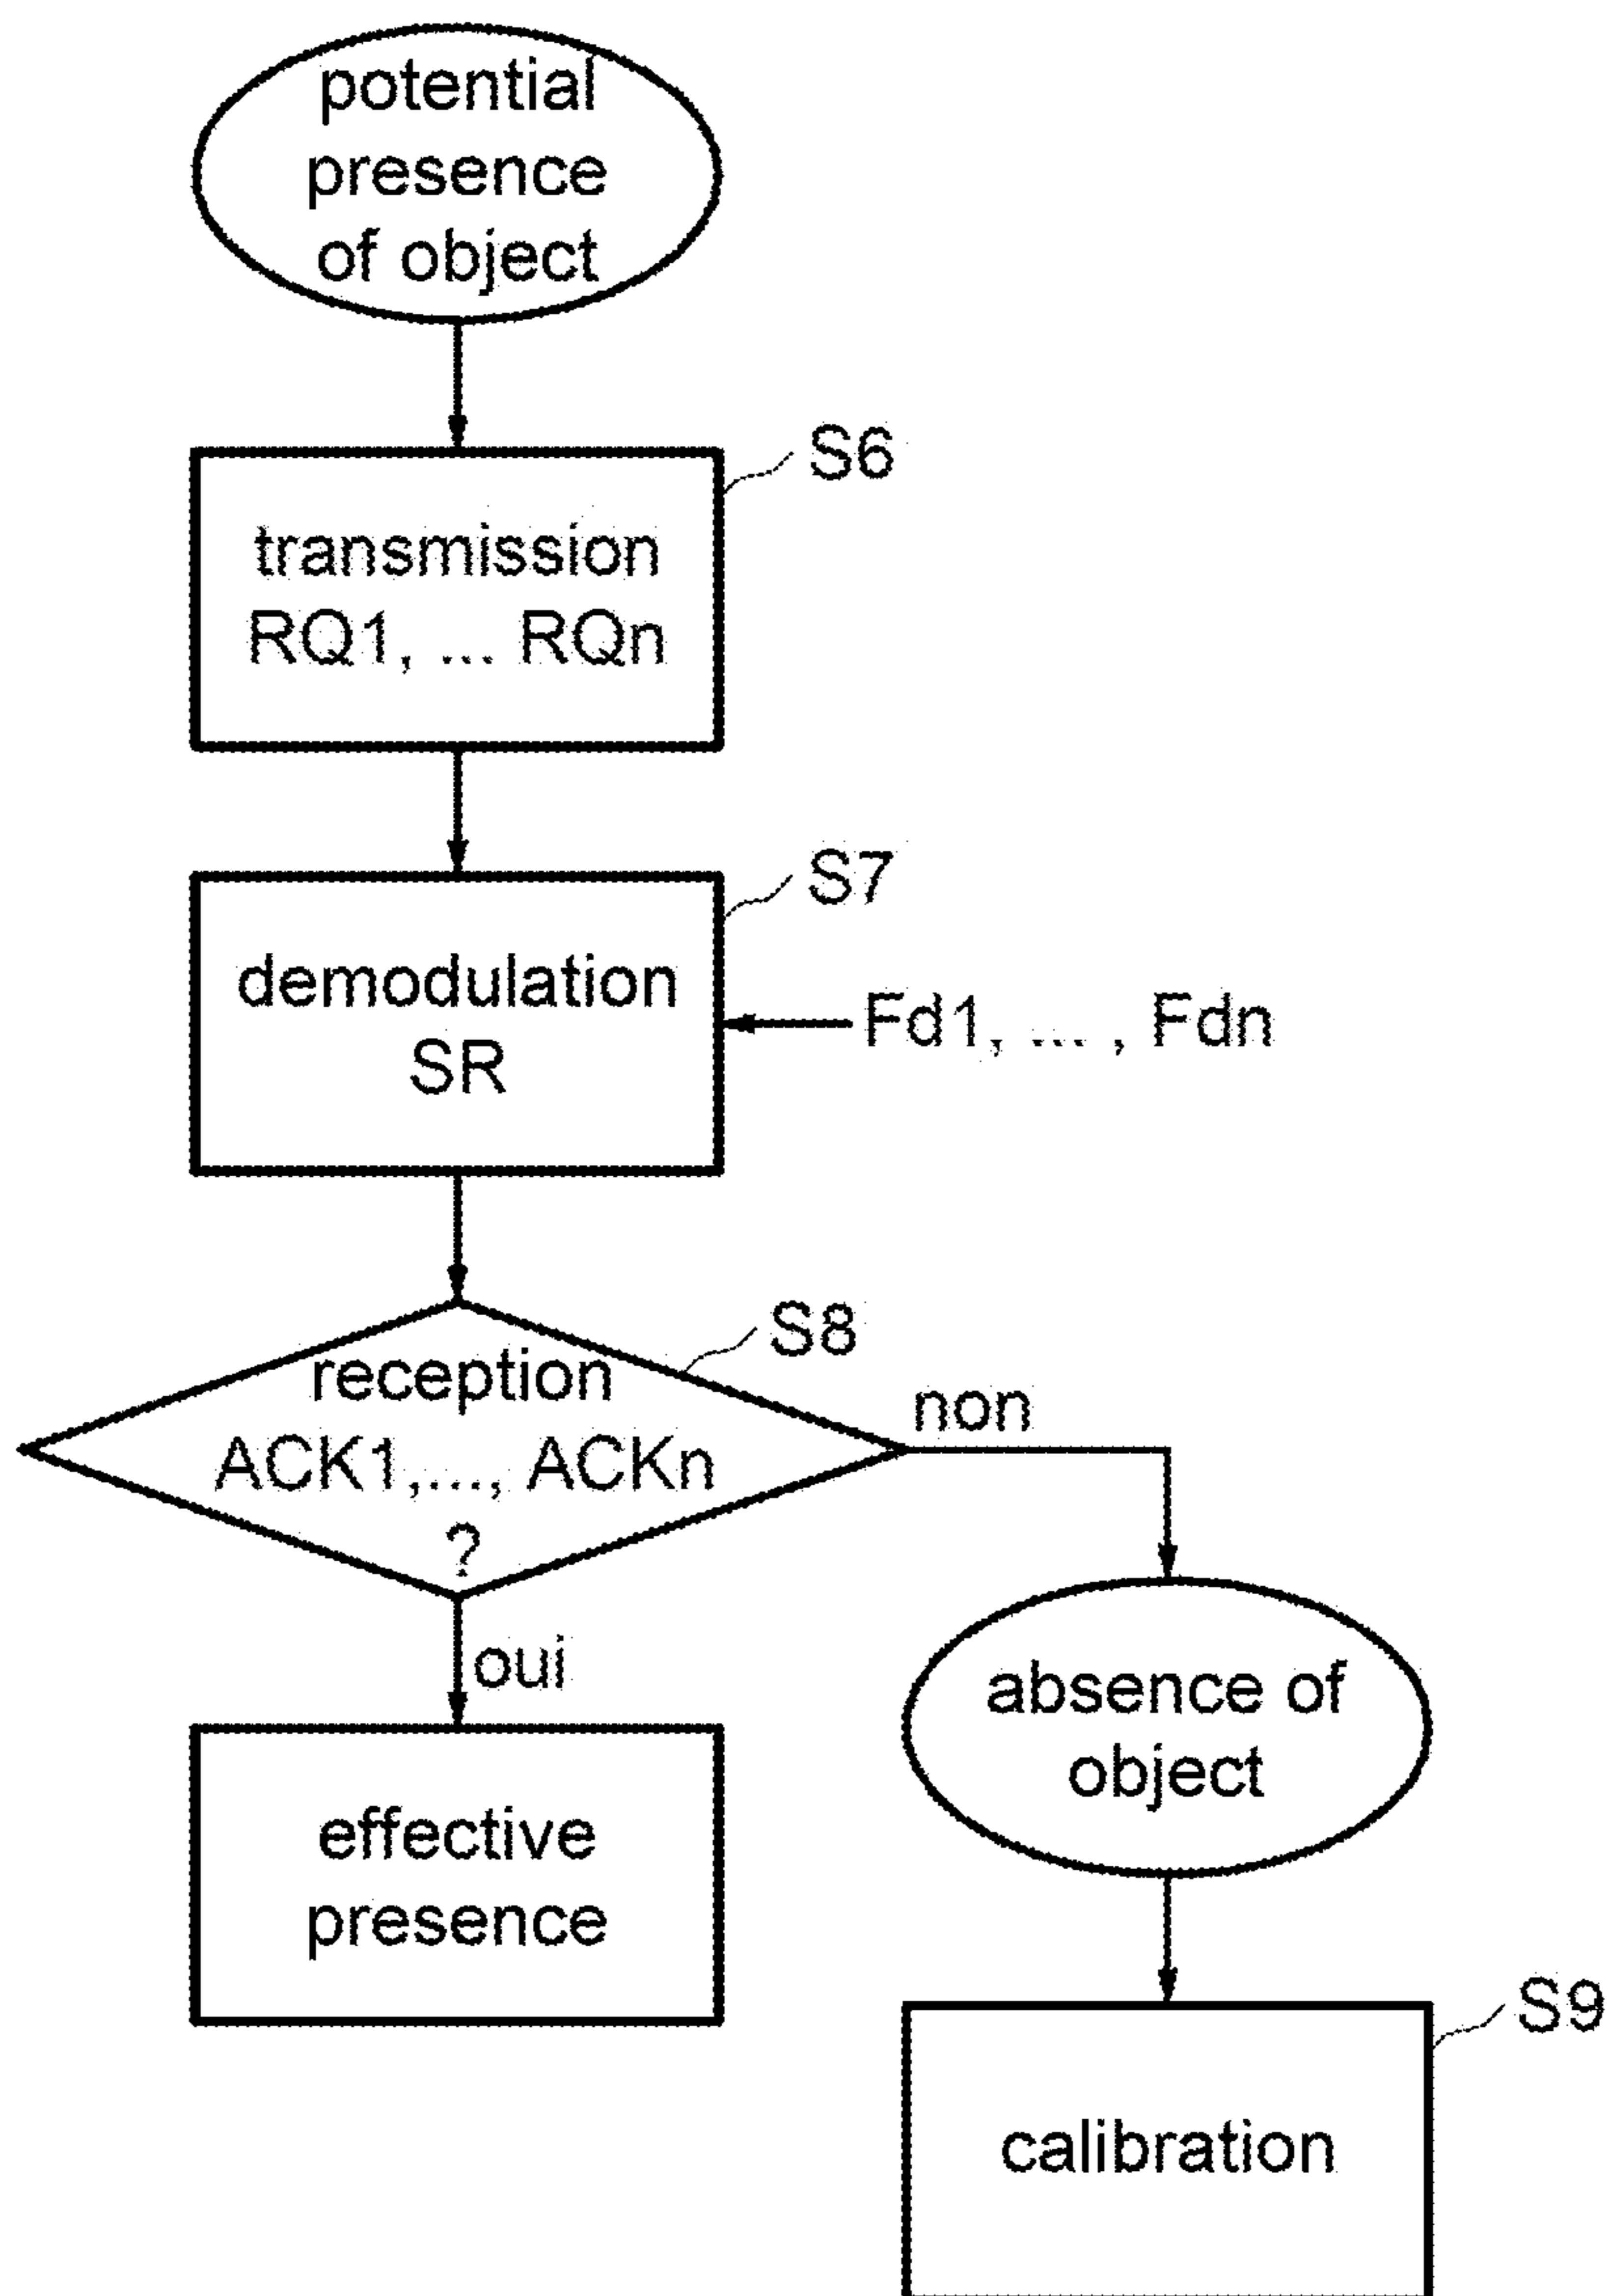 potential
presence
of object
S6
transmission
RQ1, ... RQn
S7
demodulation
SR
Fd1, ... , Fdn
S8
reception
ACK1,..., ACKn
?
non
oui
absence of
object
effective
presence
S9
calibration